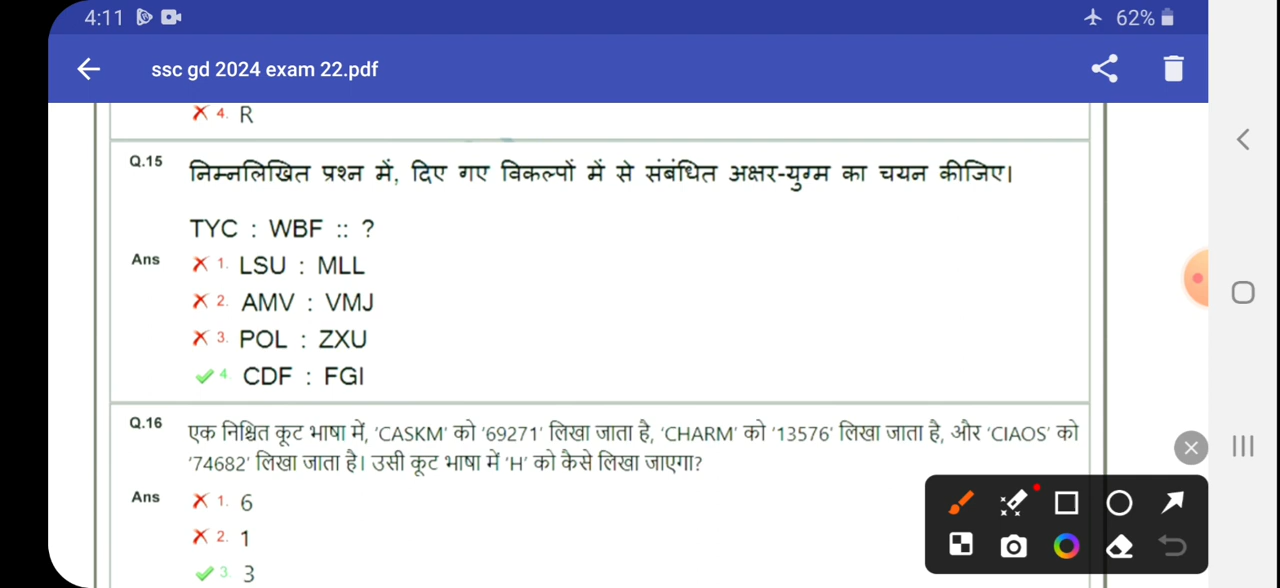 4:11
62%
ssc gd 2024 exam 22.pdf
4. R
Q.15 निम्नलिखित प्रश्न में, दिए गए विकल्पों में से संबंधित अक्षर-युग्म का चयन कीजिए।
TYC : WBF :: ?
Ans 1. LSU : MLL
2. AMV : VMJ
3. POL : ZXU
4. CDF : FGI
Q.16 एक निश्चित कूट भाषा में, ‘CASKM’ को ‘69271’ लिखा जाता है, ‘CHARM’ को ‘13576’ लिखा जाता है, और ‘CIAOS’ को
‘74682’ लिखा जाता है। उसी कूट भाषा में ‘H’ को कैसे लिखा जाएगा?
Ans 1. 6
2. 1
3. 3